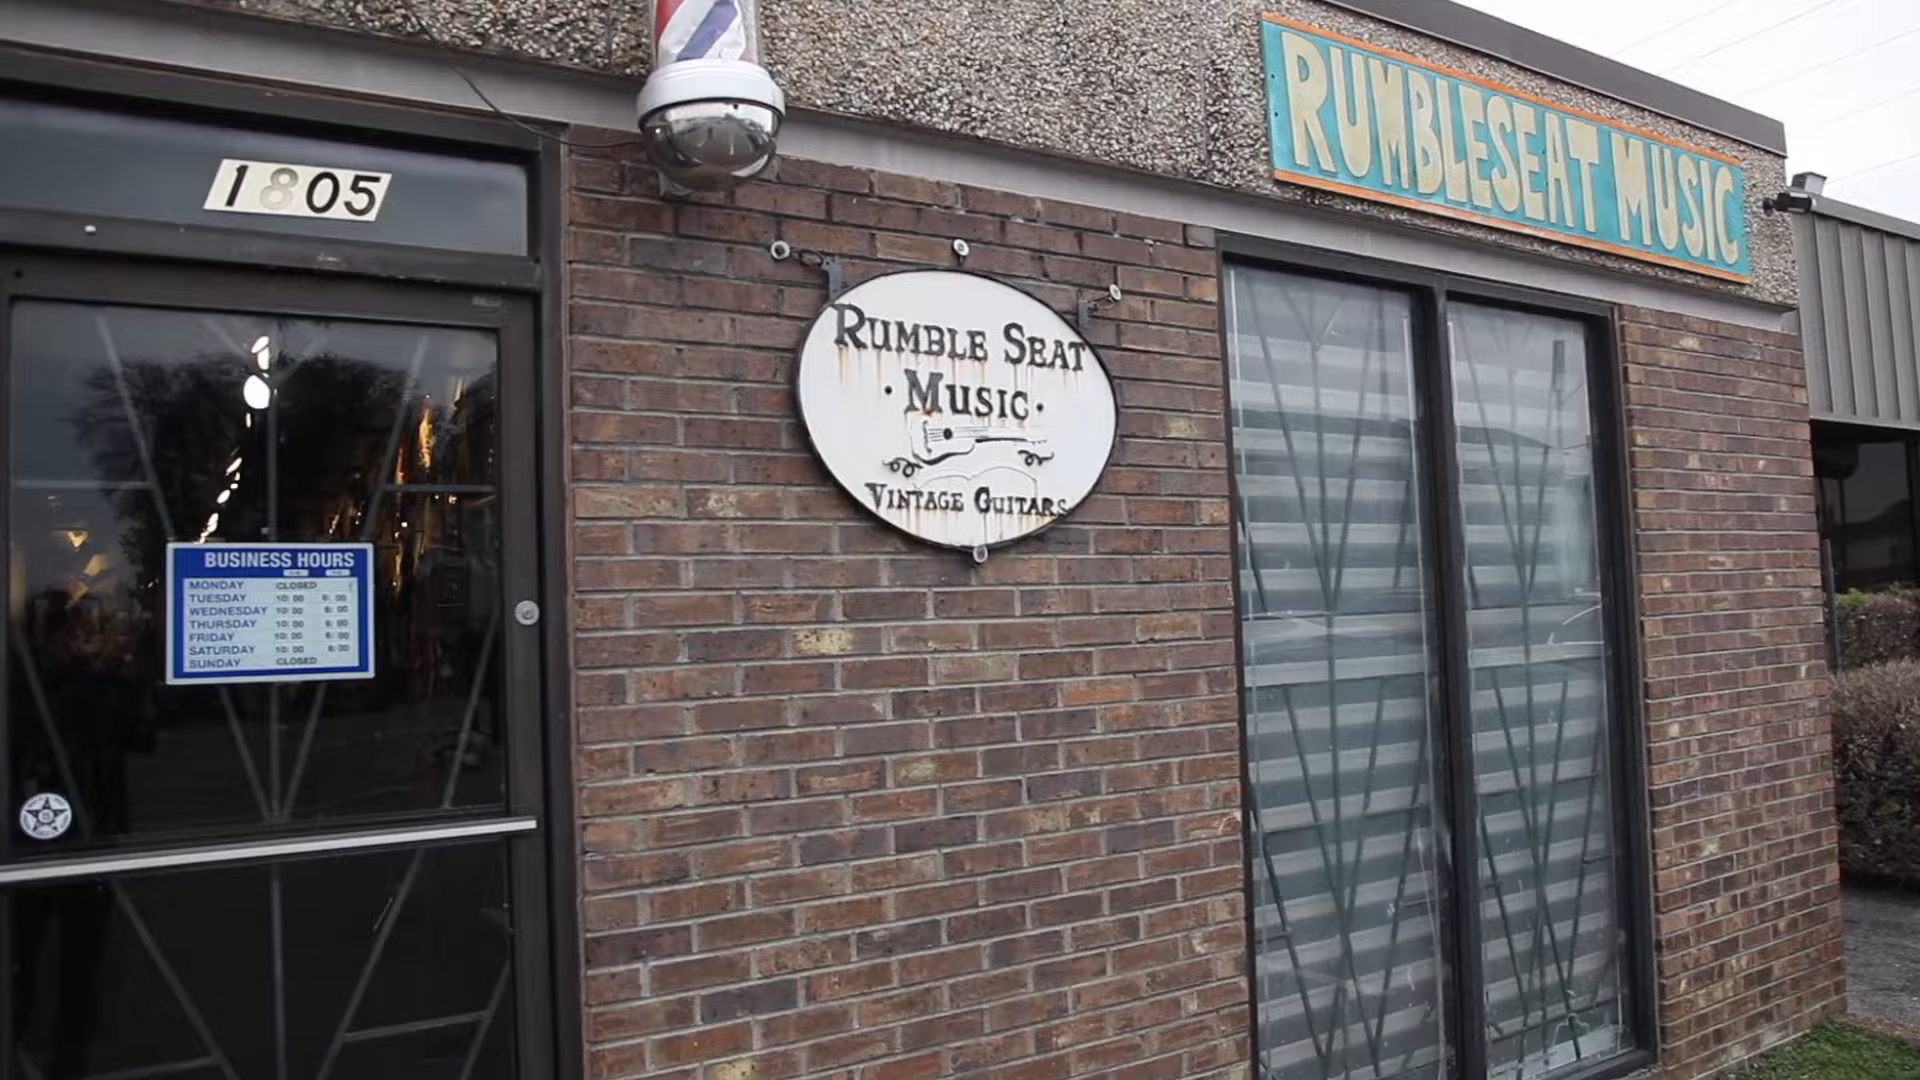 1805
RUMBLESEAT MUSIC
RUMBLE SEAT
· MUSIC ·
VINTAGE GUITARS
BUSINESS HOURS
MONDAY CLOSED
TUESDAY 10:00 6:00
WEDNESDAY 10:00 6:00
THURSDAY 10:00 6:00
FRIDAY 10:00 6:00
SATURDAY 10:00 6:00
SUNDAY CLOSED